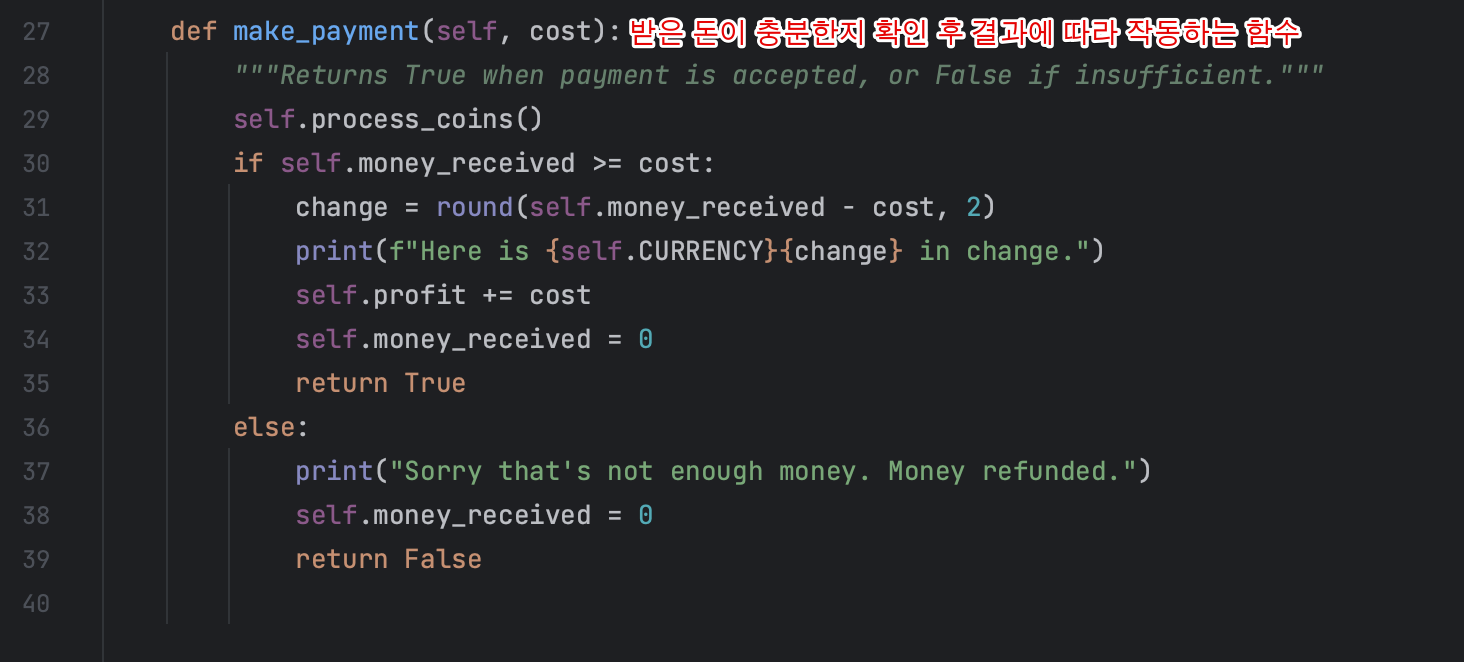 27 def make_payment(self, cost): 받은 돈이 충분한지 확인 후 결과에 따라 작동하는 함수
28 """Returns True when payment is accepted, or False if insufficient."""
29 self.process_coins()
30 if self.money_received >= cost:
31 change = round(self.money_received - cost, 2)
32 print(f"Here is {self.CURRENCY}{change} in change.")
33 self.profit += cost
34 self.money_received = 0
35 return True
36 else:
37 print("Sorry that's not enough money. Money refunded.")
38 self.money_received = 0
39 return False
40